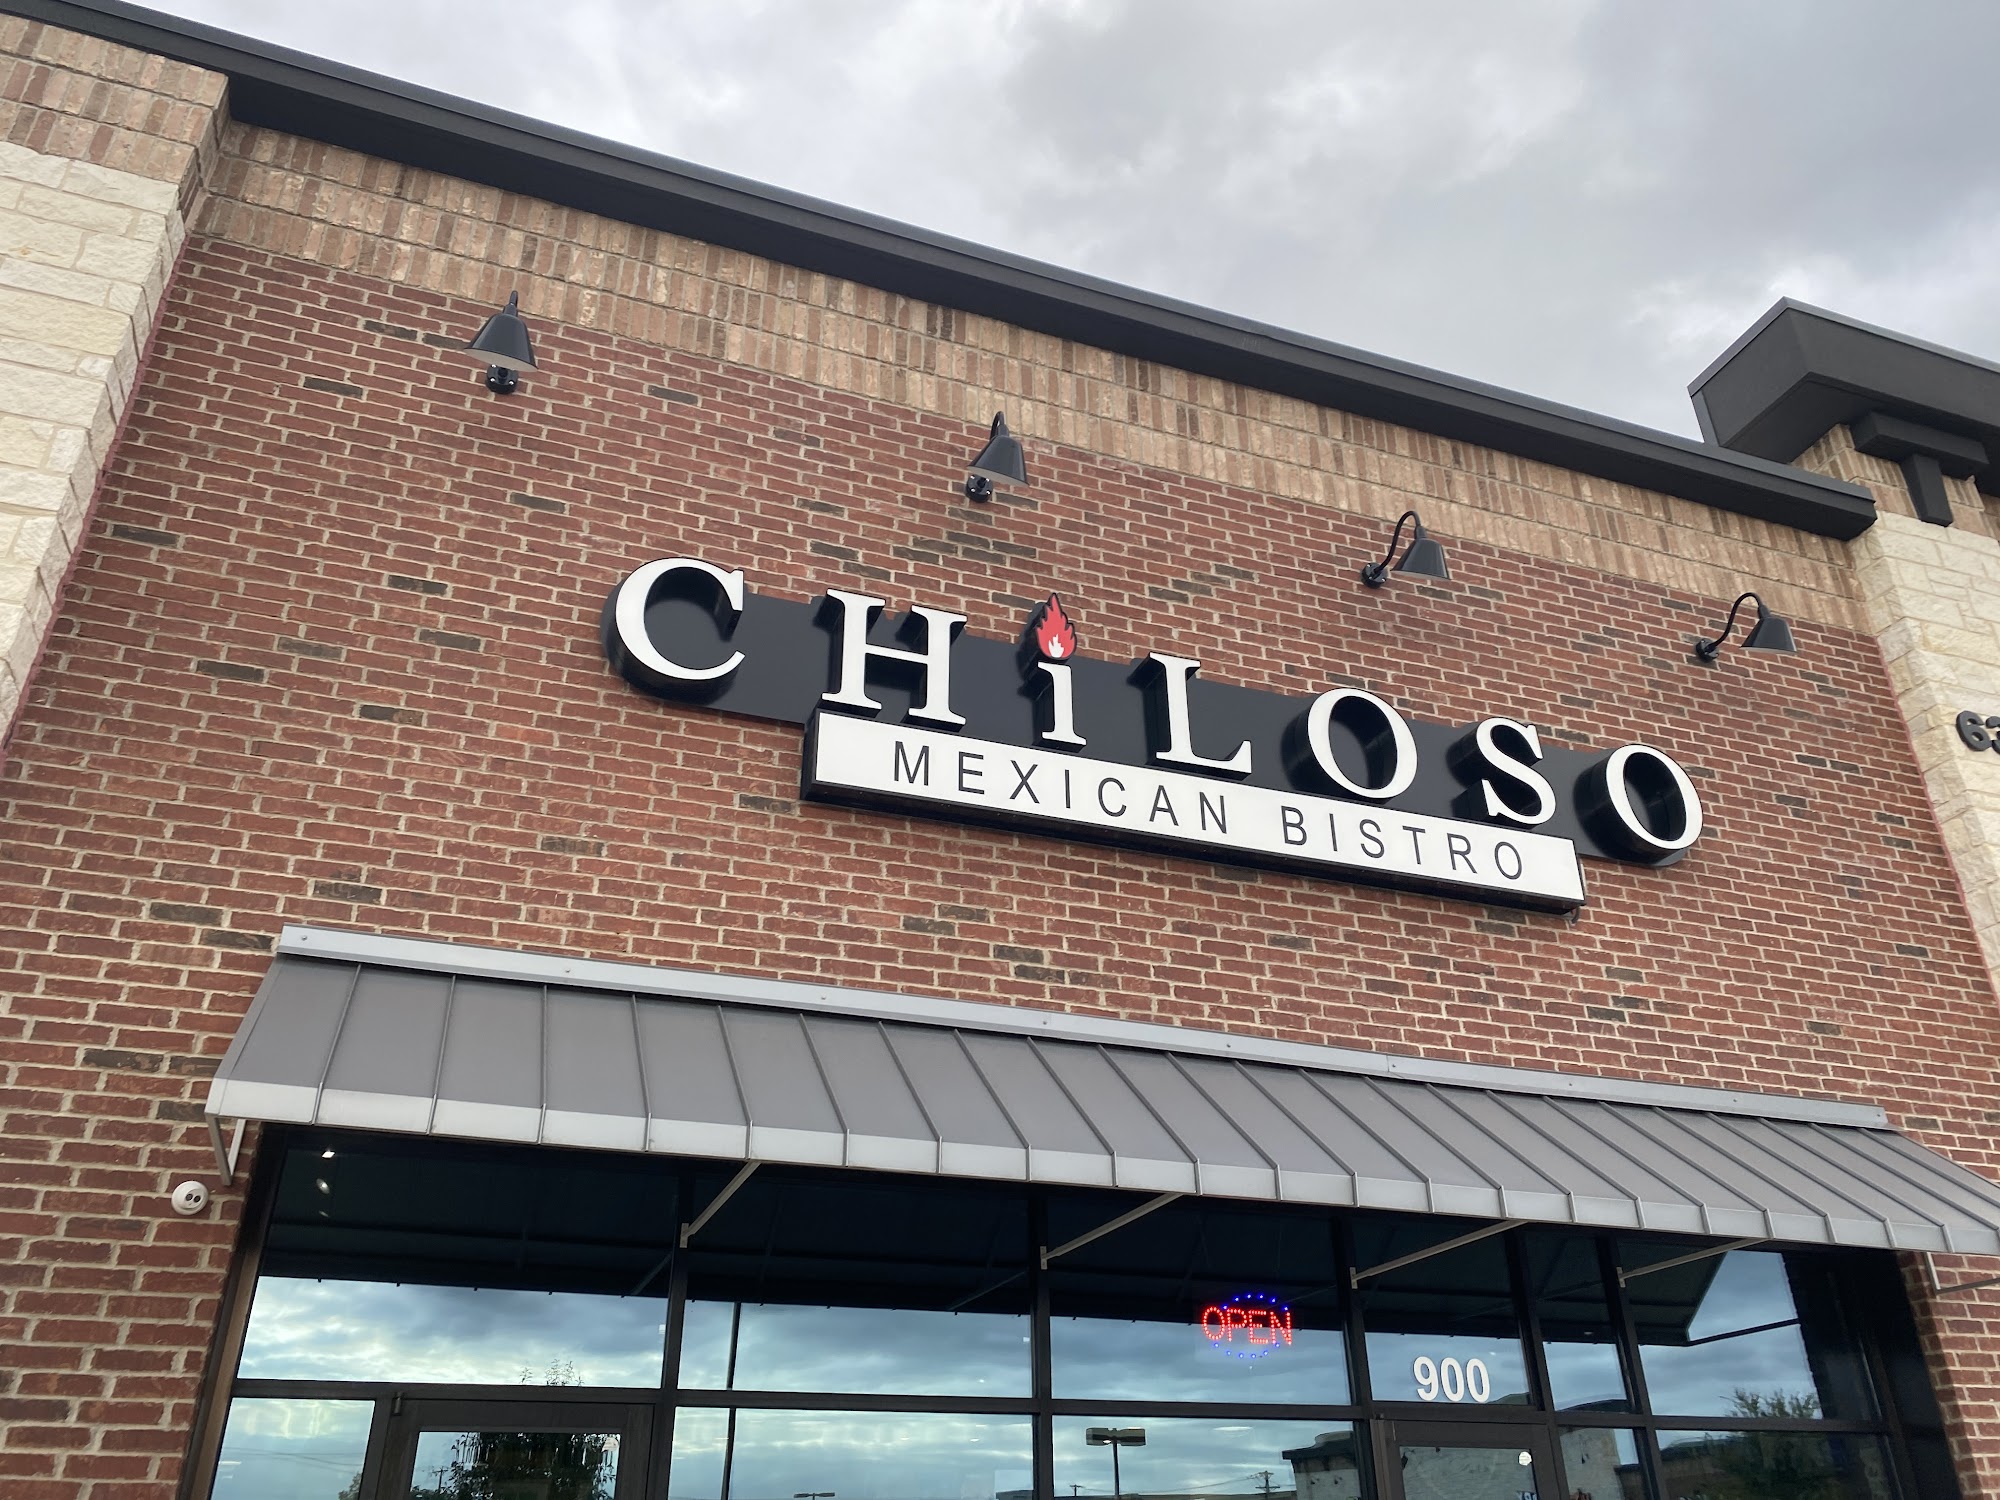 CHiLOSO
MEXICAN BISTRO
OPEN
900